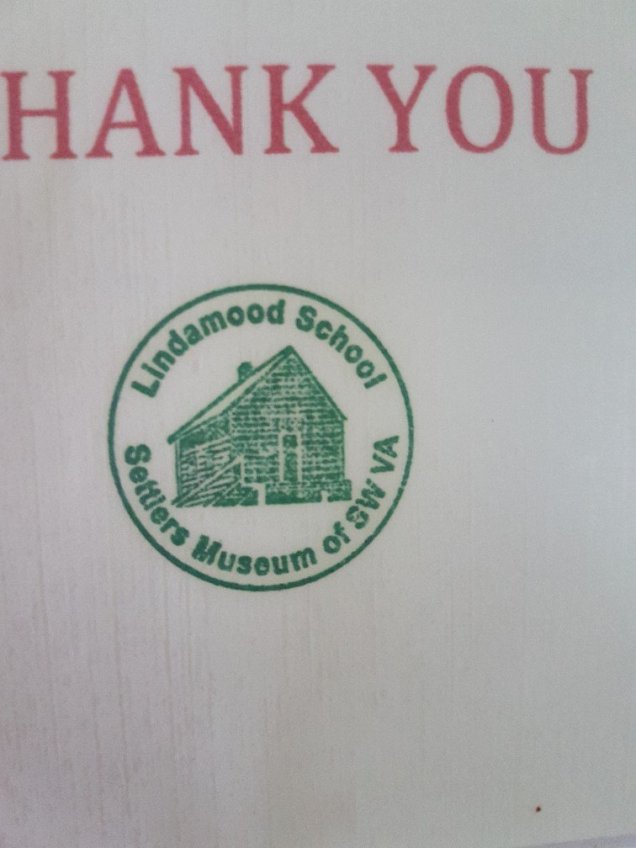 HANK YOU
Lindamood School
Settlers Museum of SW VA